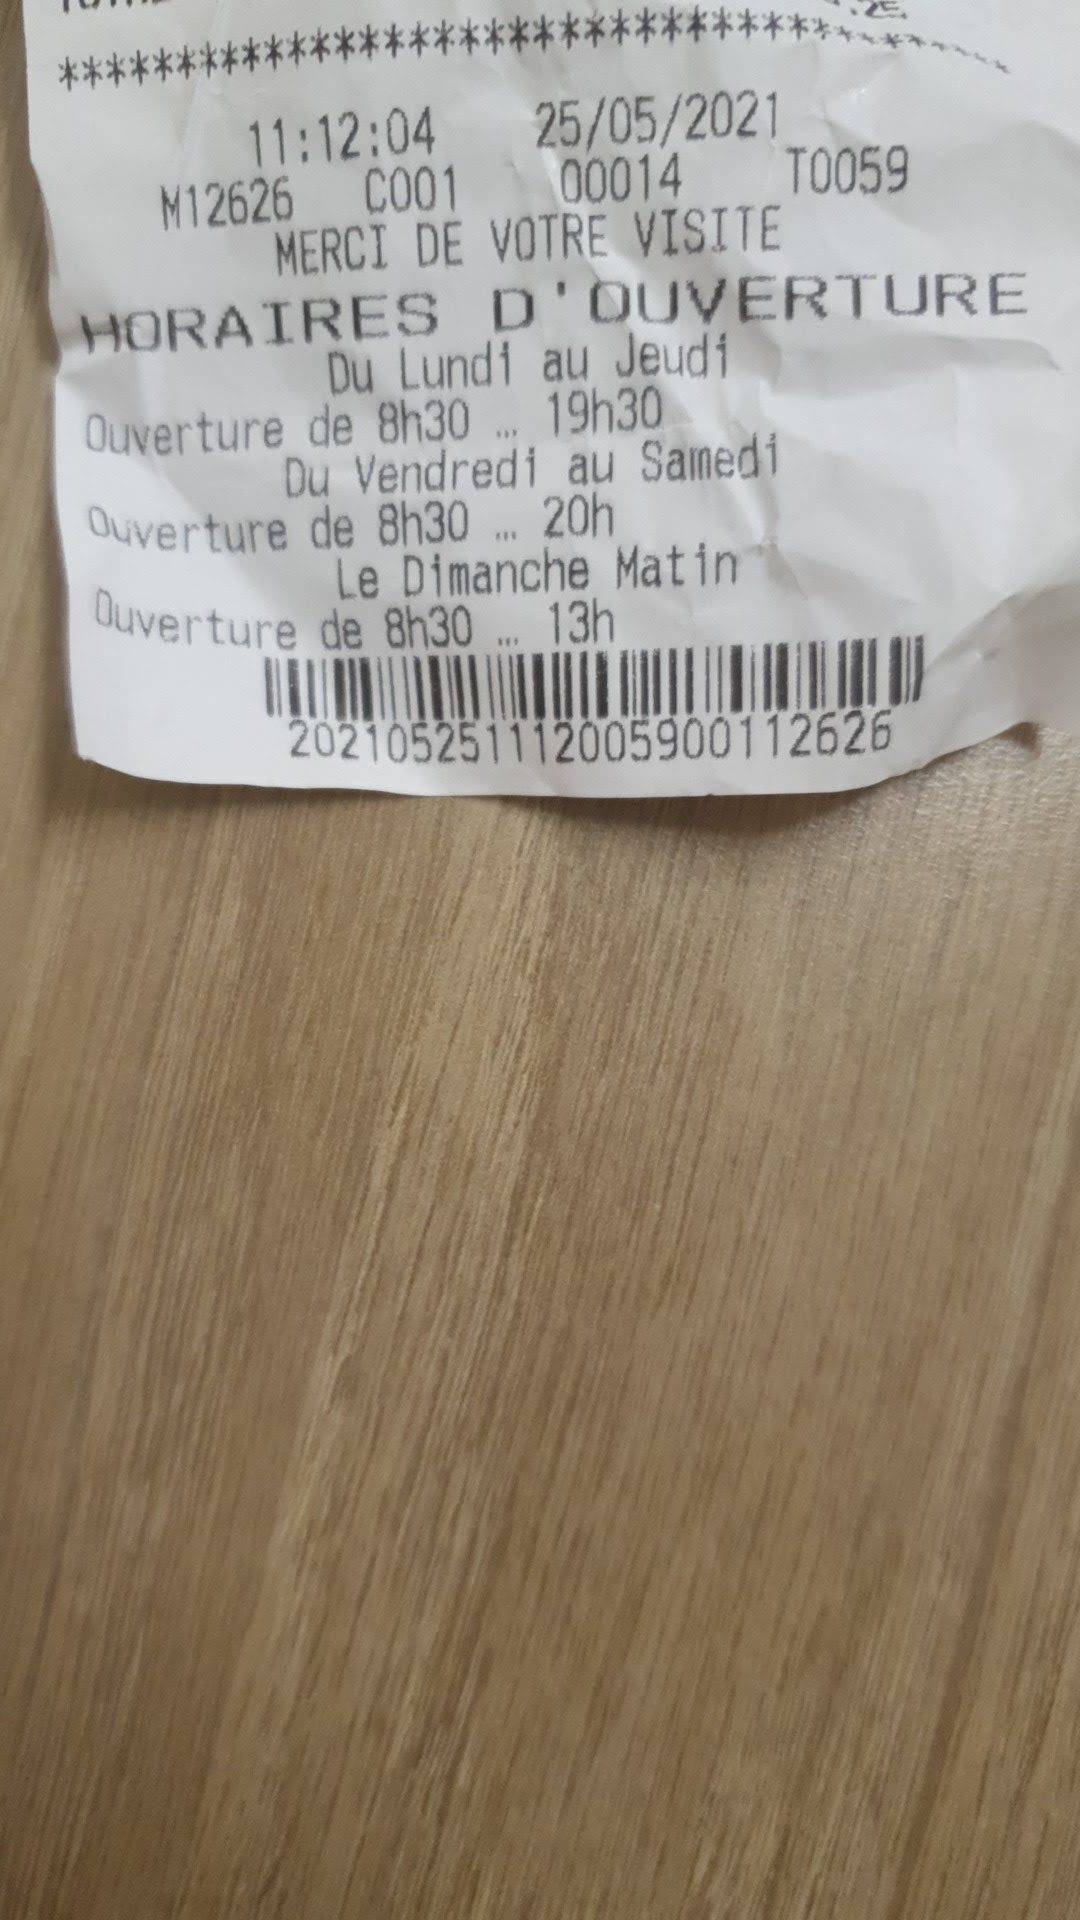 ***************************************
11:12:04 25/05/2021
M12626 C001 00014 T0059
MERCI DE VOTRE VISITE
HORAIRES D'OUVERTURE
Du Lundi au Jeudi
Ouverture de 8h30 ... 19h30
Du Vendredi au Samedi
Ouverture de 8h30 ... 20h
Le Dimanche Matin
Ouverture de 8h30 ... 13h
202105251112005900112626